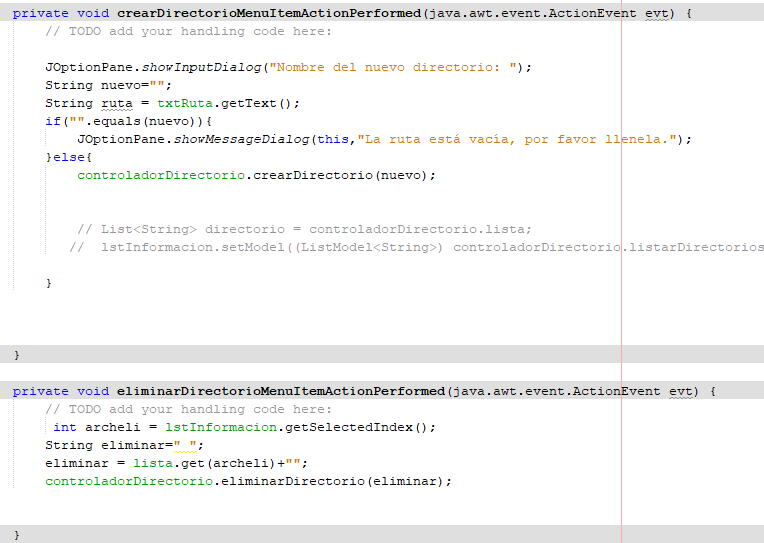 private void crearDirectorioMenuItemActionPerformed(java.awt.event.ActionEvent evt) {
// TODO add your handling code here:
JOptionPane.showInputDialog("Nombre del nuevo directorio: ");
String nuevo="";
String ruta = txtRuta.getText();
if("".equals(nuevo)){
JOptionPane.showMessageDialog(this,"La ruta está vacía, por favor llenela.");
}else{
controladorDirectorio.crearDirectorio(nuevo);
// List<String> directorio = controladorDirectorio.lista;
// lstInformacion.setModel((ListModel<String>) controladorDirectorio.listarDirectorios
}
}
private void eliminarDirectorioMenuItemActionPerformed(java.awt.event.ActionEvent evt) {
// TODO add your handling code here:
int archeli = lstInformacion.getSelectedIndex();
String eliminar=" ";
eliminar = lista.get(archeli)+"";
controladorDirectorio.eliminarDirectorio(eliminar);
}